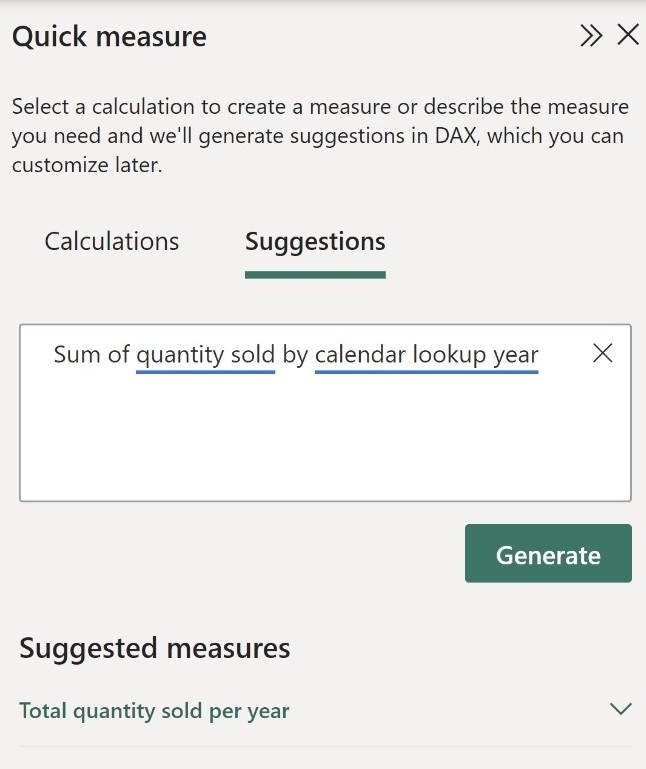 Quick measure
Select a calculation to create a measure or describe the measure
you need and we'll generate suggestions in DAX, which you can
customize later.
Calculations Suggestions
Sum of quantity sold by calendar lookup year
Generate
Suggested measures
Total quantity sold per year